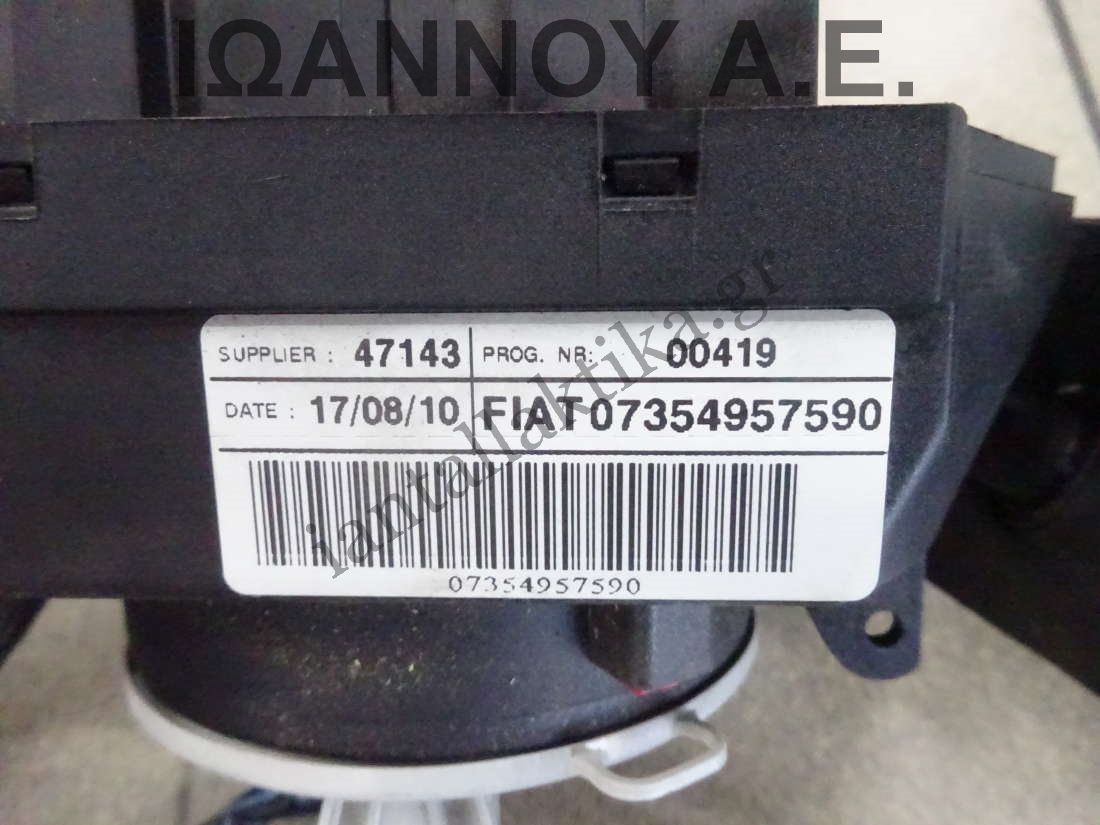 ΙΩΑΝΝΟΥ Α.Ε.
SUPPLIER : 47143 PROG. NR: 00419
DATE : 17/08/10 FIAT07354957590
07354957590
iantallaktika.gr